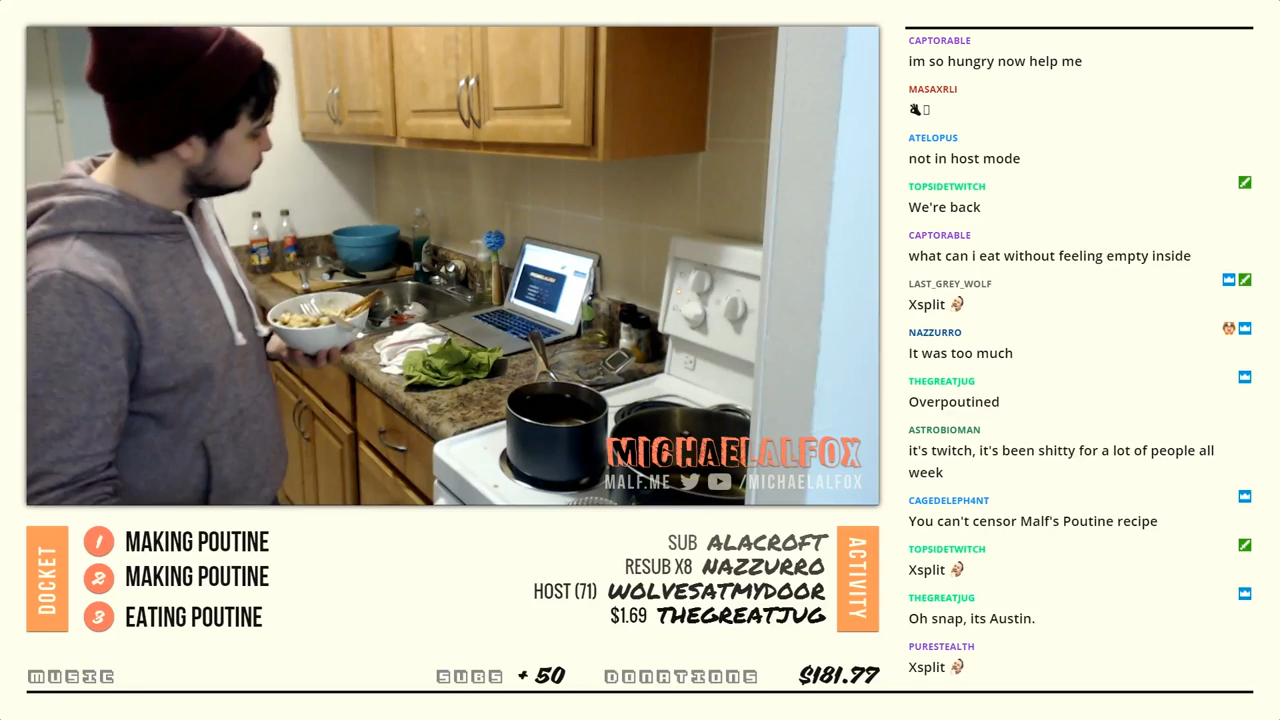 MICHAELALFOX
MALF.ME /MICHAELALFOX
DOCKET
1 MAKING POUTINE
2 MAKING POUTINE
3 EATING POUTINE
SUB ALACROFT
RESUB X8 NAZZURRO
HOST (71) WOLVESATMYDOOR
$1.69 THEGREATJUG
ACTIVITY
MUSIC
SUBS + 50
DONATIONS $181.77
CAPTORABLE
im so hungry now help me
MASAXRLI
ATELOPUS
not in host mode
TOPSIDETWITCH
We're back
CAPTORABLE
what can i eat without feeling empty inside
LAST_GREY_WOLF
Xsplit
NAZZURRO
It was too much
THEGREATJUG
Overpoutined
ASTROBIOMAN
it's twitch, it's been shitty for a lot of people all
week
CAGEDELEPH4NT
You can't censor Malf's Poutine recipe
TOPSIDETWITCH
Xsplit
THEGREATJUG
Oh snap, its Austin.
PURESTEALTH
Xsplit